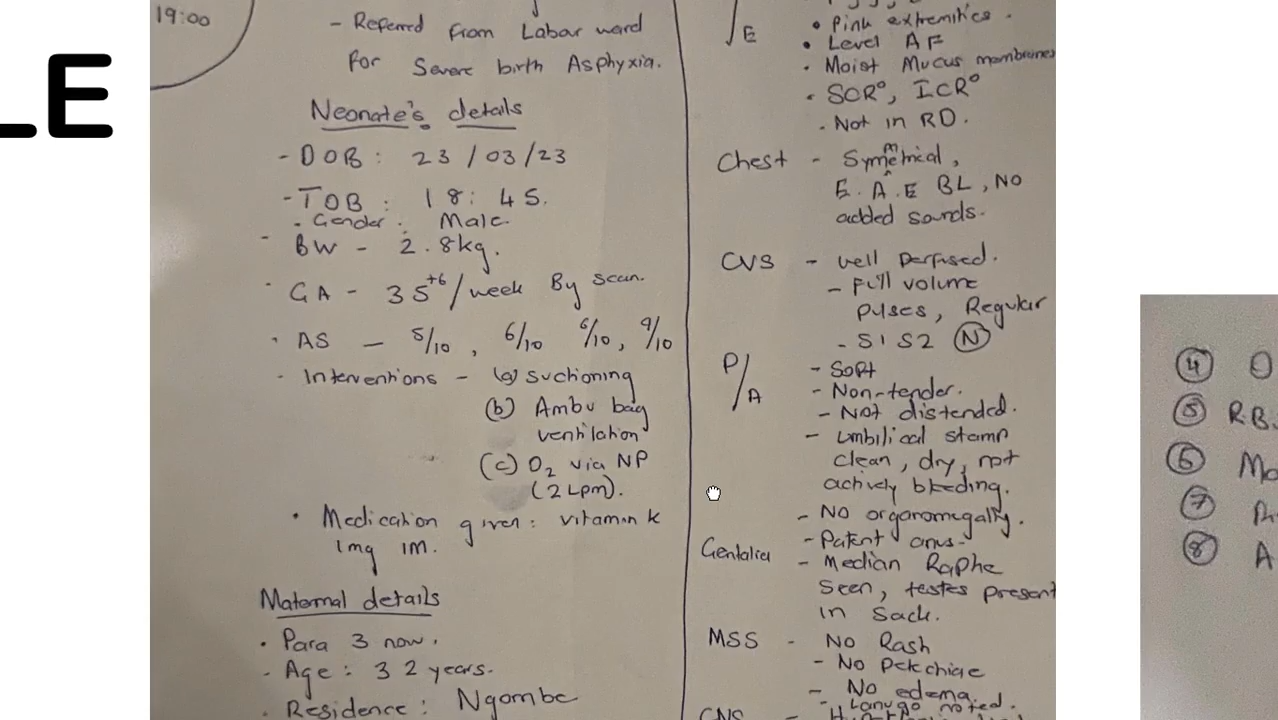 LE
19:00
- Referred from Labour ward
for Severe birth Asphyxia.
Neonate's details
- DOB : 23 / 03 / 23
- TOB : 18 : 45.
- Gender : Male
- BW - 2.8kg.
- GA - 35+6/week By scan.
- AS - 5/10, 6/10 6/10, 9/10
- Interventions - (a) Suctioning
(b) Ambu bag
ventilation
(c) O2 via NP
(2 Lpm).
• Medication given: vitamin K
1mg IM.
Maternal details
• Para 3 now.
- Age : 32 years.
• Residence : Ngombe
/E
• Pink extremities.
• Level AF
• Moist Mucus membranes
• SCR°, ICR°
- Not in RD.
Chest - Symmetrical,
E.A.E BL, NO
added sounds.
CVS - well perfused.
- Full volume
pulses, Regular
- S1 S2 (N)
P/A - Soft
- Non-tender.
- Not distended.
- Umbilical stamp
clean, dry, not
actively bleeding.
- NO organomegally.
- Patent anus.
Gentalia - Median Raphe
Seen, testes present
in Sack.
MSS - No Rash
- No Petechiae
- No edema.
- Lanugo noted.
CNS -
④ O
⑤ R.B.
⑥ Mo
⑦
⑧ A